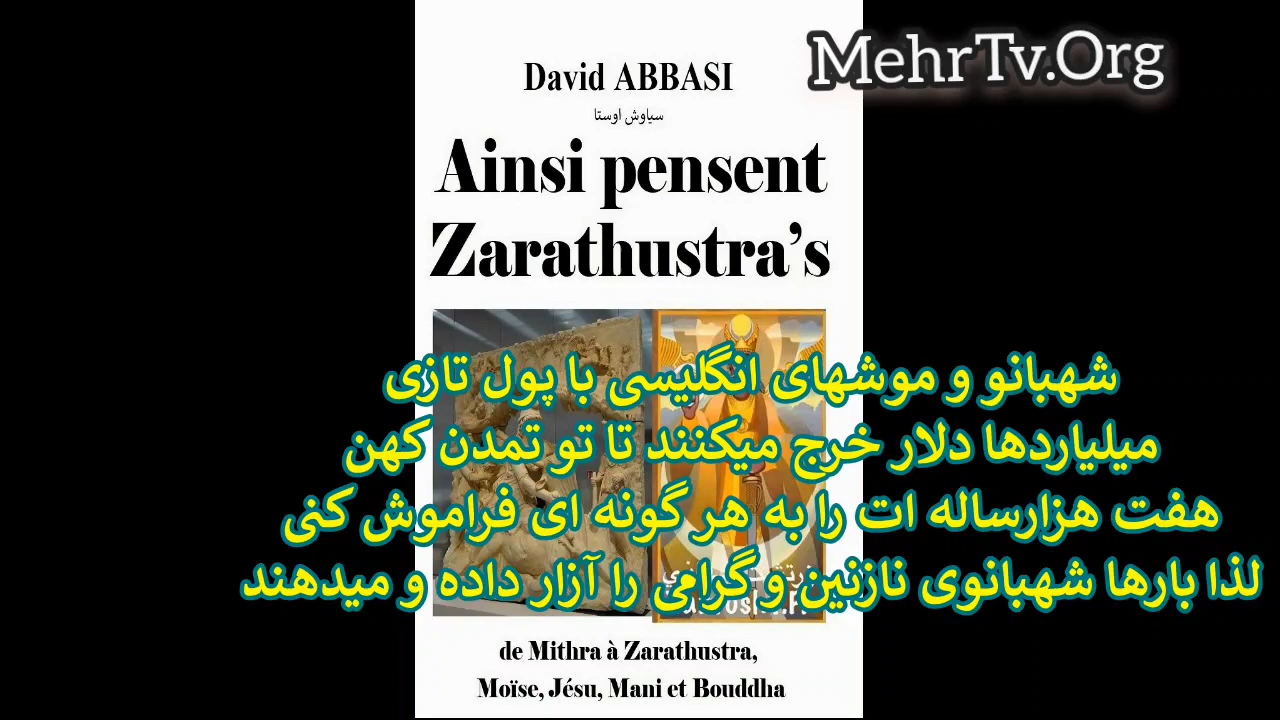 MehrTv.Org
David ABBASI
سیاوش اوستا
Ainsi pensent
Zarathustra's
شهبانو و موشهای انگلیسی با پول تازی
میلیاردها دلار خرج میکنند تا تو تمدن کهن
هفت هزارساله ات را به هر گونه ای فراموش کنی
لذا بارها شهبانوی نازنین و گرامی را آزار داده و میدهند
de Mithra à Zarathustra,
Moïse, Jésu, Mani et Bouddha